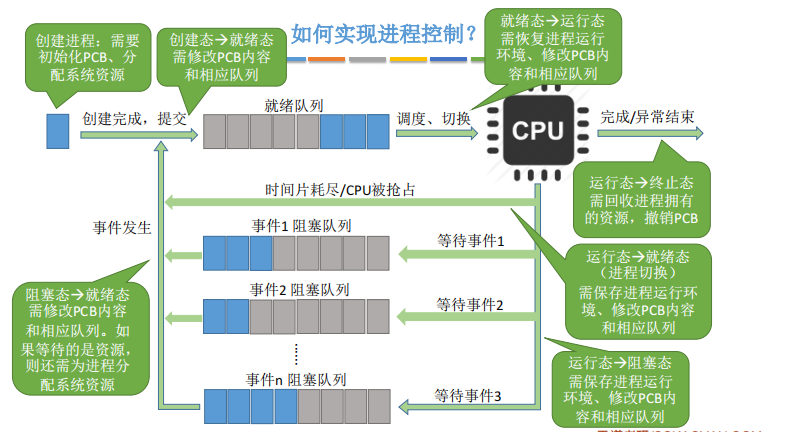 如何实现进程控制？
创建进程：需要
初始化PCB、分
配系统资源
创建态→就绪态
需修改PCB内容
和相应队列
就绪态→运行态
需恢复进程运行
环境、修改PCB内
容和相应队列
创建完成，提交
就绪队列
调度、切换
CPU
完成/异常结束
运行态→终止态
需回收进程拥有
的资源，撤销PCB
时间片耗尽/CPU被抢占
事件发生
事件1 阻塞队列
等待事件1
运行态→就绪态
（进程切换）
需保存进程运行环
境、修改PCB内容
和相应队列
阻塞态→就绪态
需修改PCB内容
和相应队列。如
果等待的是资源，
则还需为进程分
配系统资源
事件2 阻塞队列
等待事件2
事件n 阻塞队列
等待事件3
运行态→阻塞态
需保存进程运行
环境、修改PCB内
容和相应队列